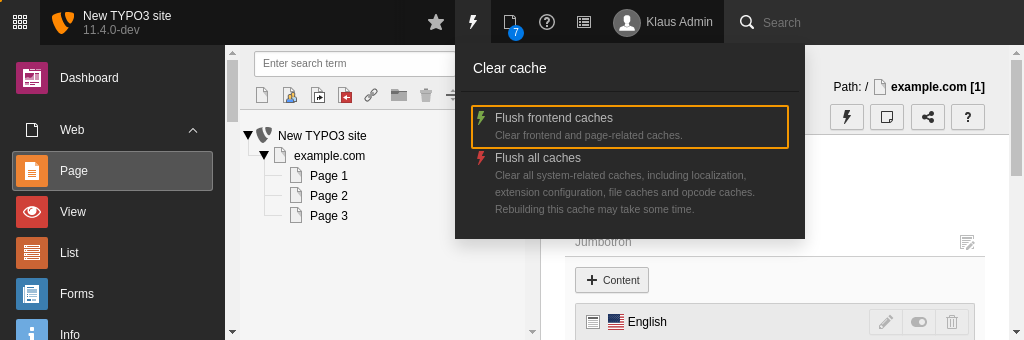 New TYPO3 site
11.4.0-dev
7
Klaus Admin
Search
Dashboard
Web
Page
View
List
Forms
Info
Enter search term
New TYPO3 site
example.com
Page 1
Page 2
Page 3
Clear cache
Flush frontend caches
Clear frontend and page-related caches.
Flush all caches
Clear all system-related caches, including localization,
extension configuration, file caches and opcode caches.
Rebuilding this cache may take some time.
Path: / example.com [1]
?
Jumbotron
+ Content
English